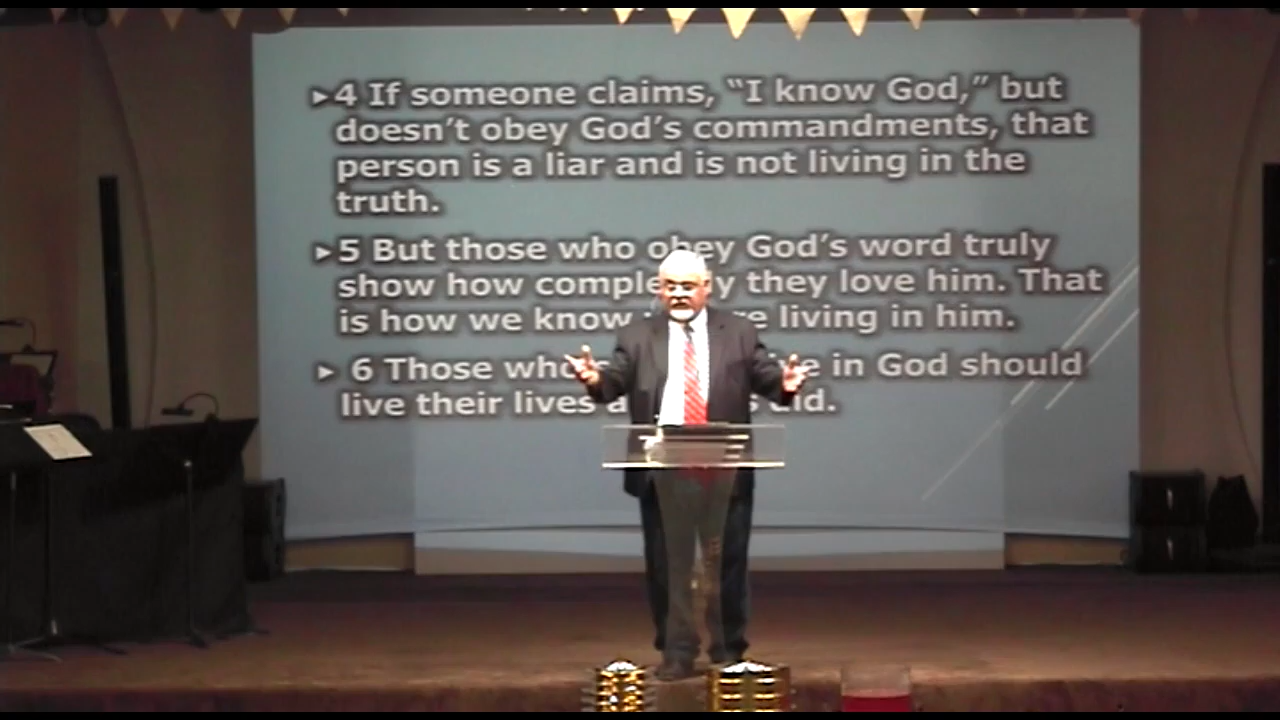 ►4 If someone claims, “I know God,” but
doesn’t obey God’s commandments, that
person is a liar and is not living in the
truth.
►5 But those who obey God’s word truly
show how they love him. That
is how we know living in him.
► 6 Those who in God should
live their lives did.